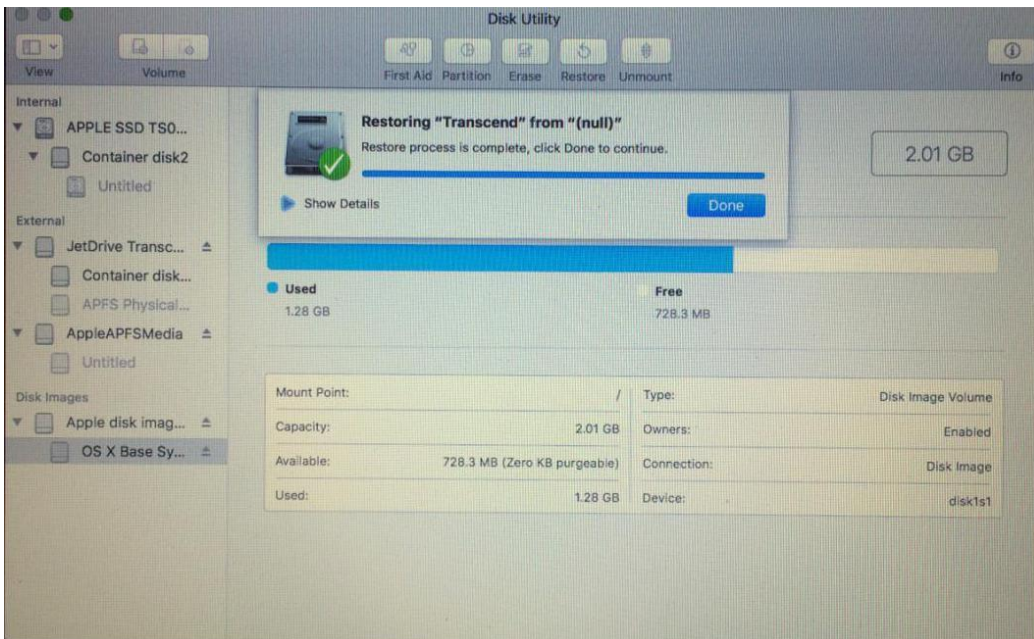 Disk Utility
View
Volume
First Aid
Partition
Erase
Restore
Unmount
Info
Internal
APPLE SSD TS0...
Container disk2
Untitled
External
JetDrive Transc...
Container disk...
APFS Physical...
AppleAPFSMedia
Untitled
Disk Images
Apple disk imag...
OS X Base Sy...
Restoring "Transcend" from "(null)"
Restore process is complete, click Done to continue.
Show Details
Done
2.01 GB
Used
1.28 GB
Free
728.3 MB
Mount Point: /
Capacity: 2.01 GB
Available: 728.3 MB (Zero KB purgeable)
Used: 1.28 GB
Type: Disk Image Volume
Owners: Enabled
Connection: Disk Image
Device: disk1s1